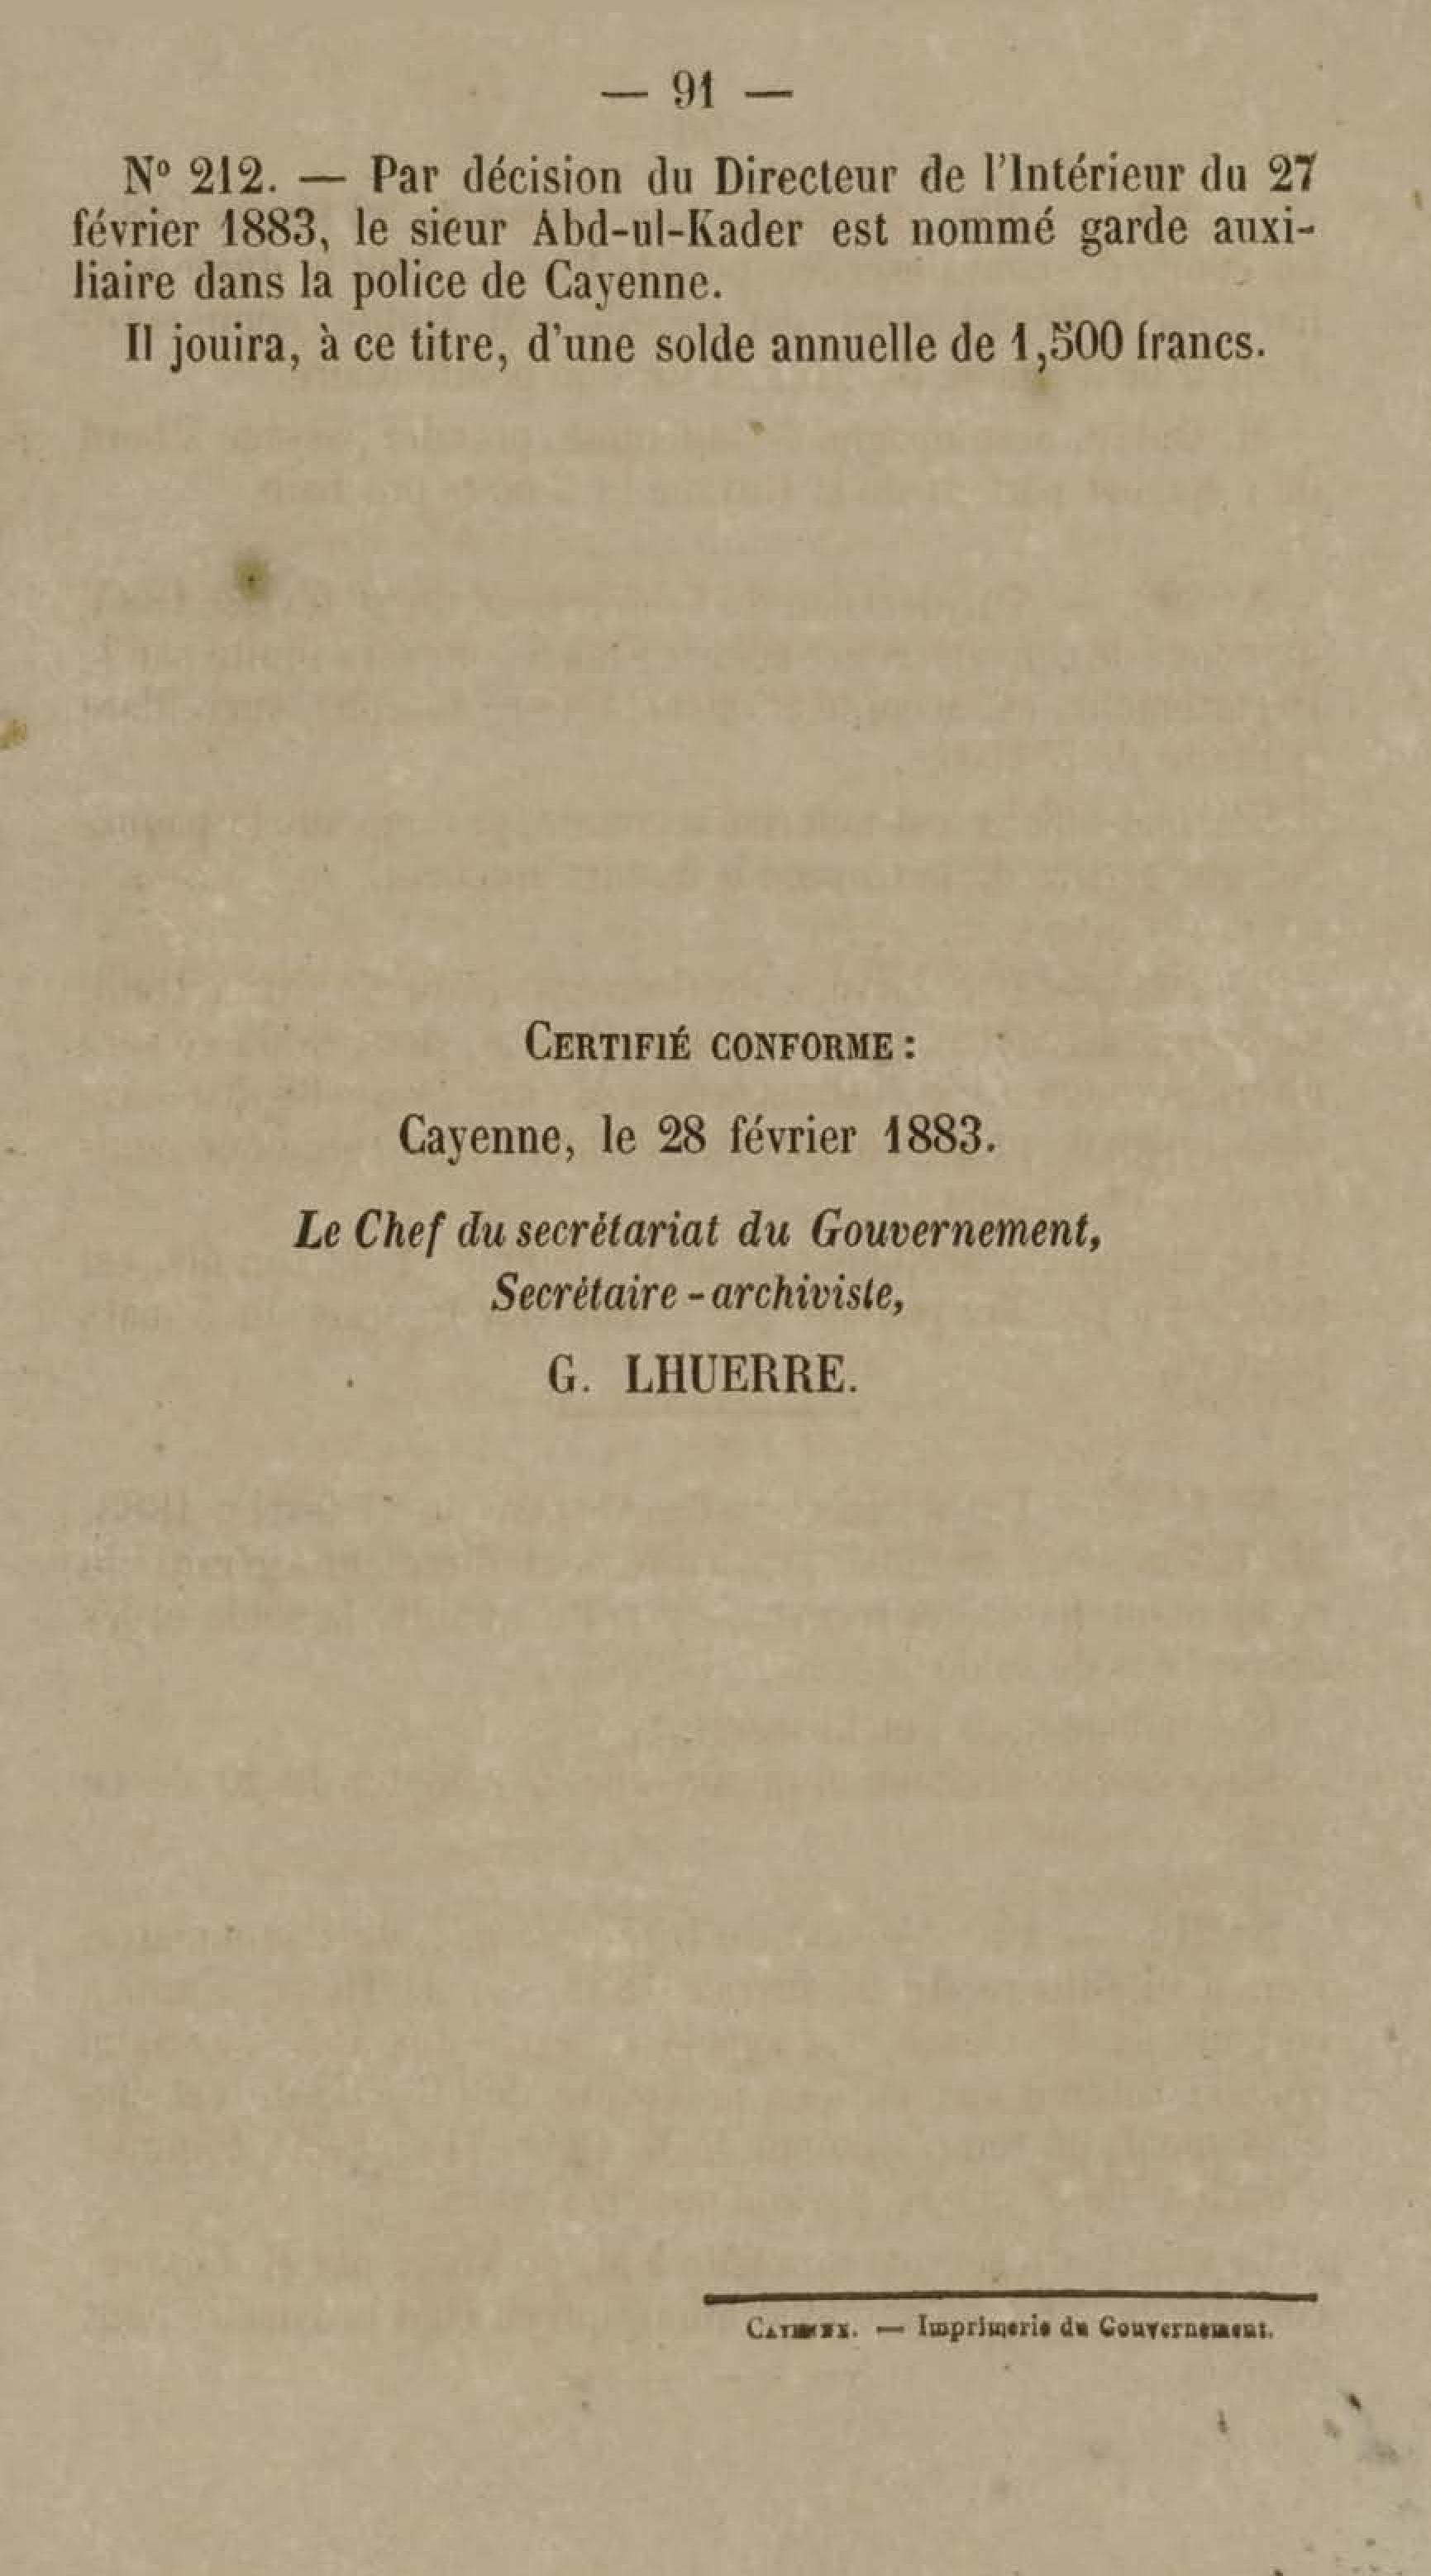 — 91 —
N° 212. — Par décision du Directeur de l'Intérieur du 27
février 1883, le sieur Abd-ul-Kader est nommé garde auxi-
liaire dans la police de Cayenne.
Il jouira, à ce titre, d'une solde annuelle de 1,500 francs.
CERTIFIÉ CONFORME :
Cayenne, le 28 février 1883.
Le Chef du secrétariat du Gouvernement,
Secrétaire-archiviste,
G. LHUERRE.
CAYENNE. — Imprimerie du Gouvernement.